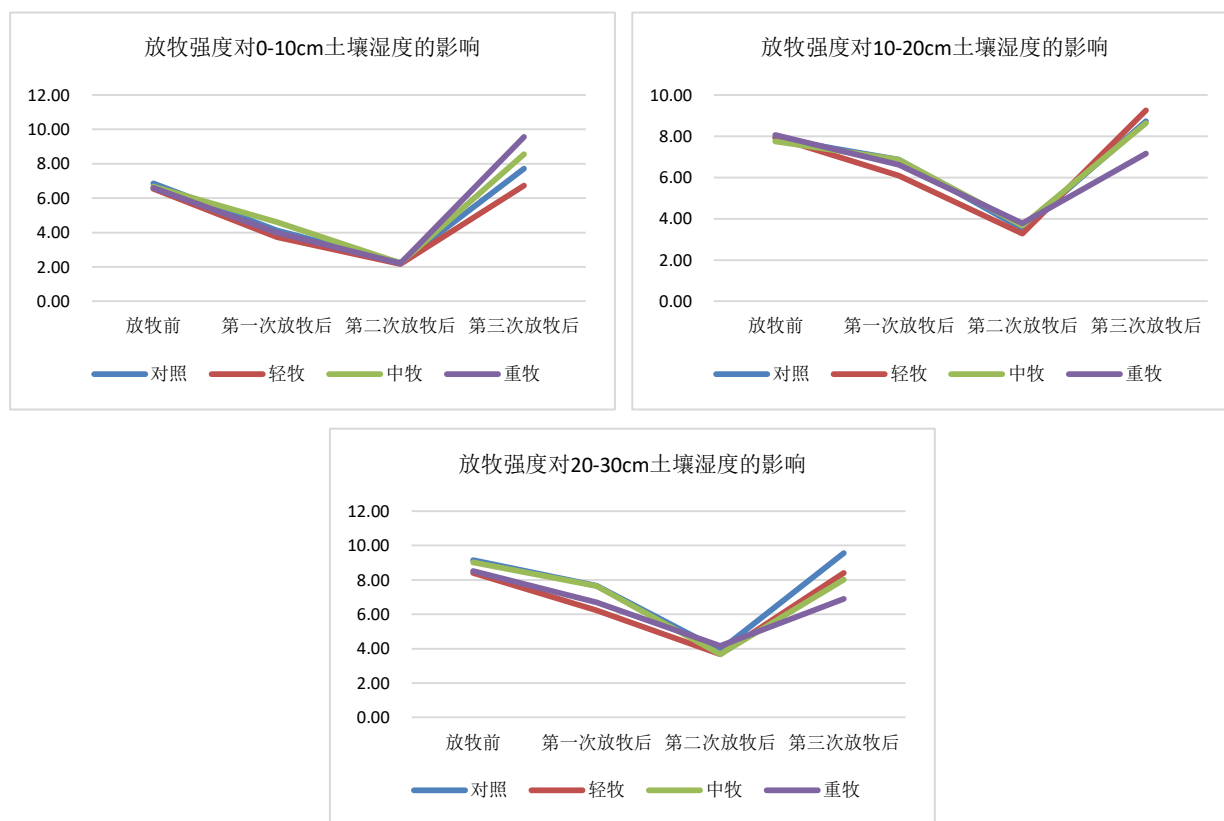 放牧强度对0-10cm土壤湿度的影响
12.00
10.00
8.00
6.00
4.00
2.00
0.00
放牧前 第一次放牧后 第二次放牧后 第三次放牧后
对照 轻牧 中牧 重牧
放牧强度对10-20cm土壤湿度的影响
10.00
8.00
6.00
4.00
2.00
0.00
放牧前 第一次放牧后 第二次放牧后 第三次放牧后
对照 轻牧 中牧 重牧
放牧强度对20-30cm土壤湿度的影响
12.00
10.00
8.00
6.00
4.00
2.00
0.00
放牧前 第一次放牧后 第二次放牧后 第三次放牧后
对照 轻牧 中牧 重牧